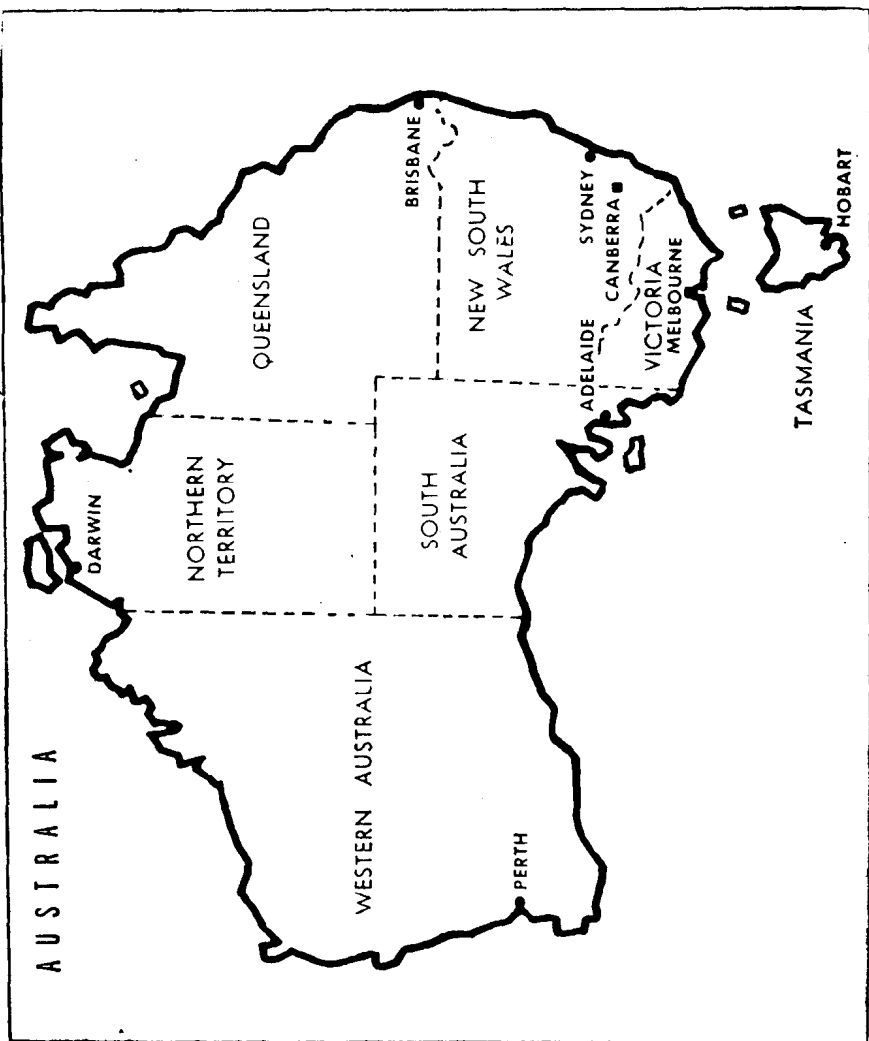 AUSTRALIA
DARWIN
NORTHERN
TERRITORY
QUEENSLAND
WESTERN AUSTRALIA
SOUTH
AUSTRALIA
BRISBANE
NEW SOUTH
WALES
PERTH
ADELAIDE
SYDNEY
CANBERRA
VICTORIA
MELBOURNE
TASMANIA
HOBART